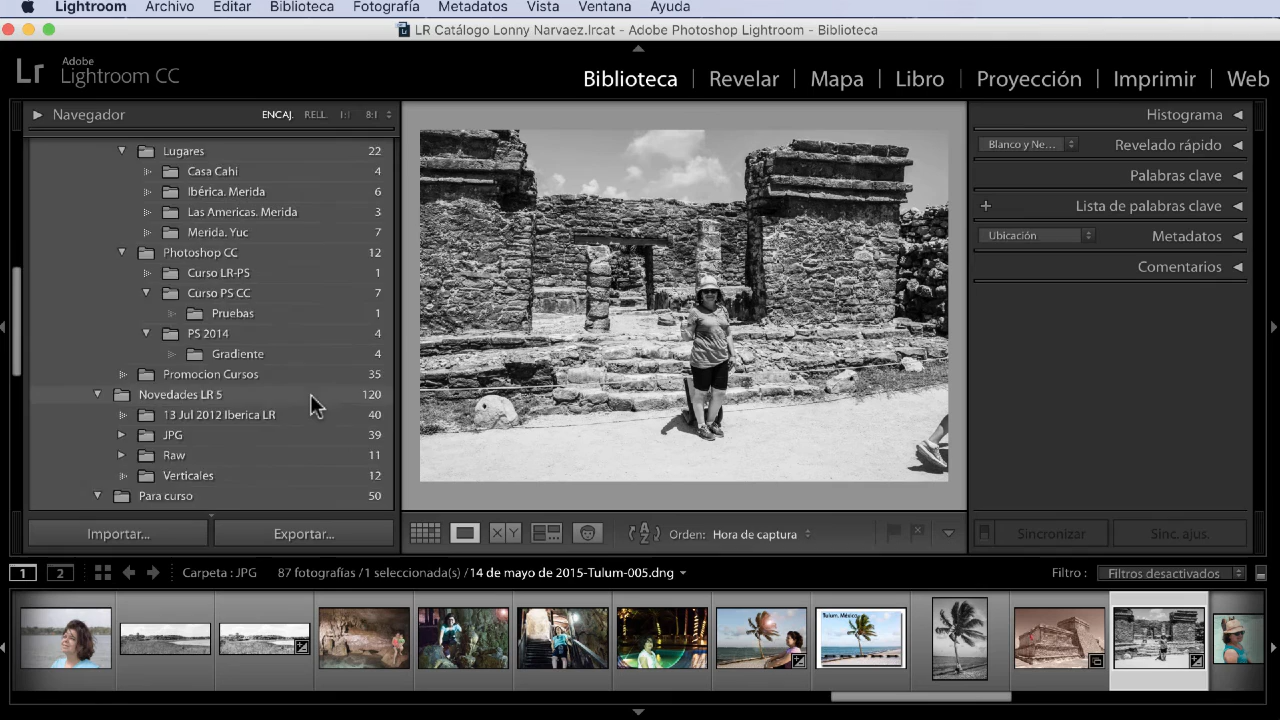 Lightroom Archivo Editar Biblioteca Fotografía Metadatos Vista Ventana Ayuda
LR Catálogo Lonny Narvaez.lrcat - Adobe Photoshop Lightroom - Biblioteca
Lr Adobe Lightroom CC
Biblioteca | Revelar | Mapa | Libro | Proyección | Imprimir | Web
Navegador ENCAJ. RELL. 1:1 8:1
Lugares 22
Casa Cahi 4
Ibérica. Merida 6
Las Americas. Merida 3
Merida. Yuc 7
Photoshop CC 12
Curso LR-PS 1
Curso PS CC 7
Pruebas 1
PS 2014 4
Gradiente 4
Promocion Cursos 35
Novedades LR 5 120
13 Jul 2012 Iberica LR 40
JPG 39
Raw 11
Verticales 12
Para curso 50
Importar... Exportar...
Histograma
Blanco y Ne... Revelado rápido
Palabras clave
+ Lista de palabras clave
Ubicación Metadatos
Comentarios
X Y
A Z Orden: Hora de captura
Sincronizar Sinc. ajus.
1 2 Carpeta : JPG 87 fotografías /1 seleccionada(s) /14 de mayo de 2015-Tulum-005.dng
Filtro : Filtros desactivados
Tulum, México